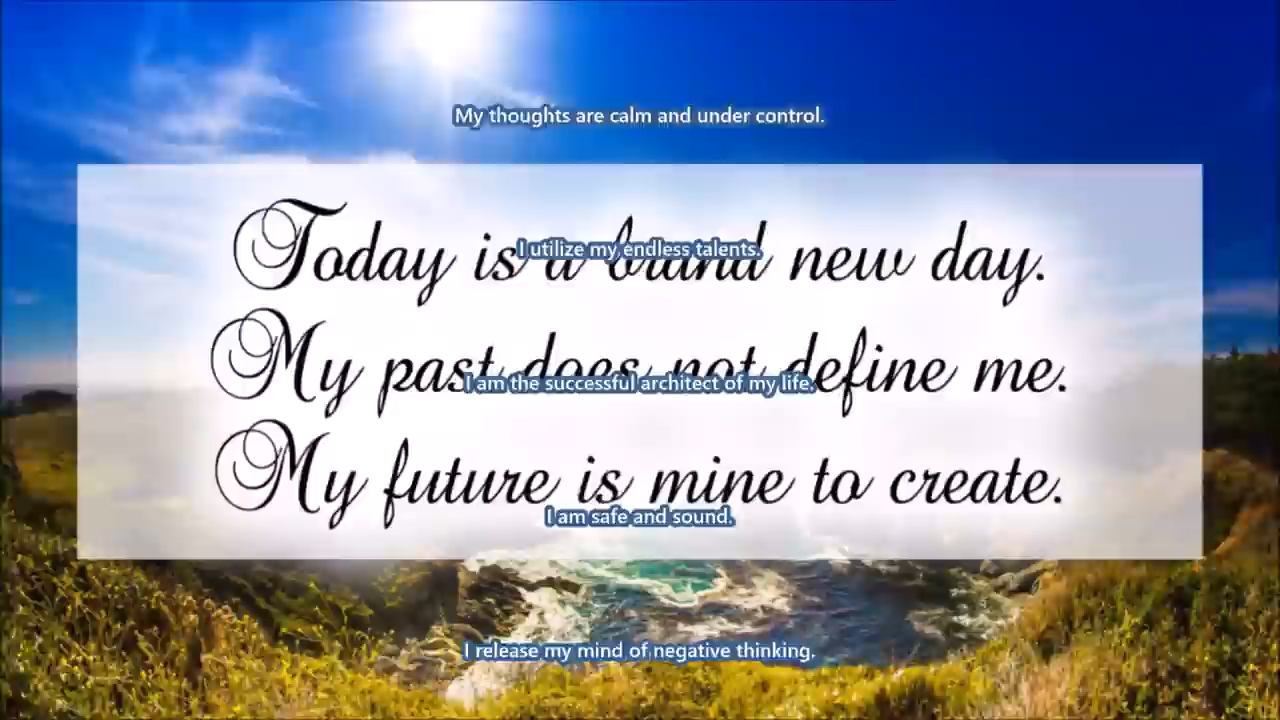 My thoughts are calm and under control.
Today is a brand new day.
I utilize my endless talents.
My past does not define me.
I am the successful architect of my life.
My future is mine to create.
I am safe and sound.
I release my mind of negative thinking.